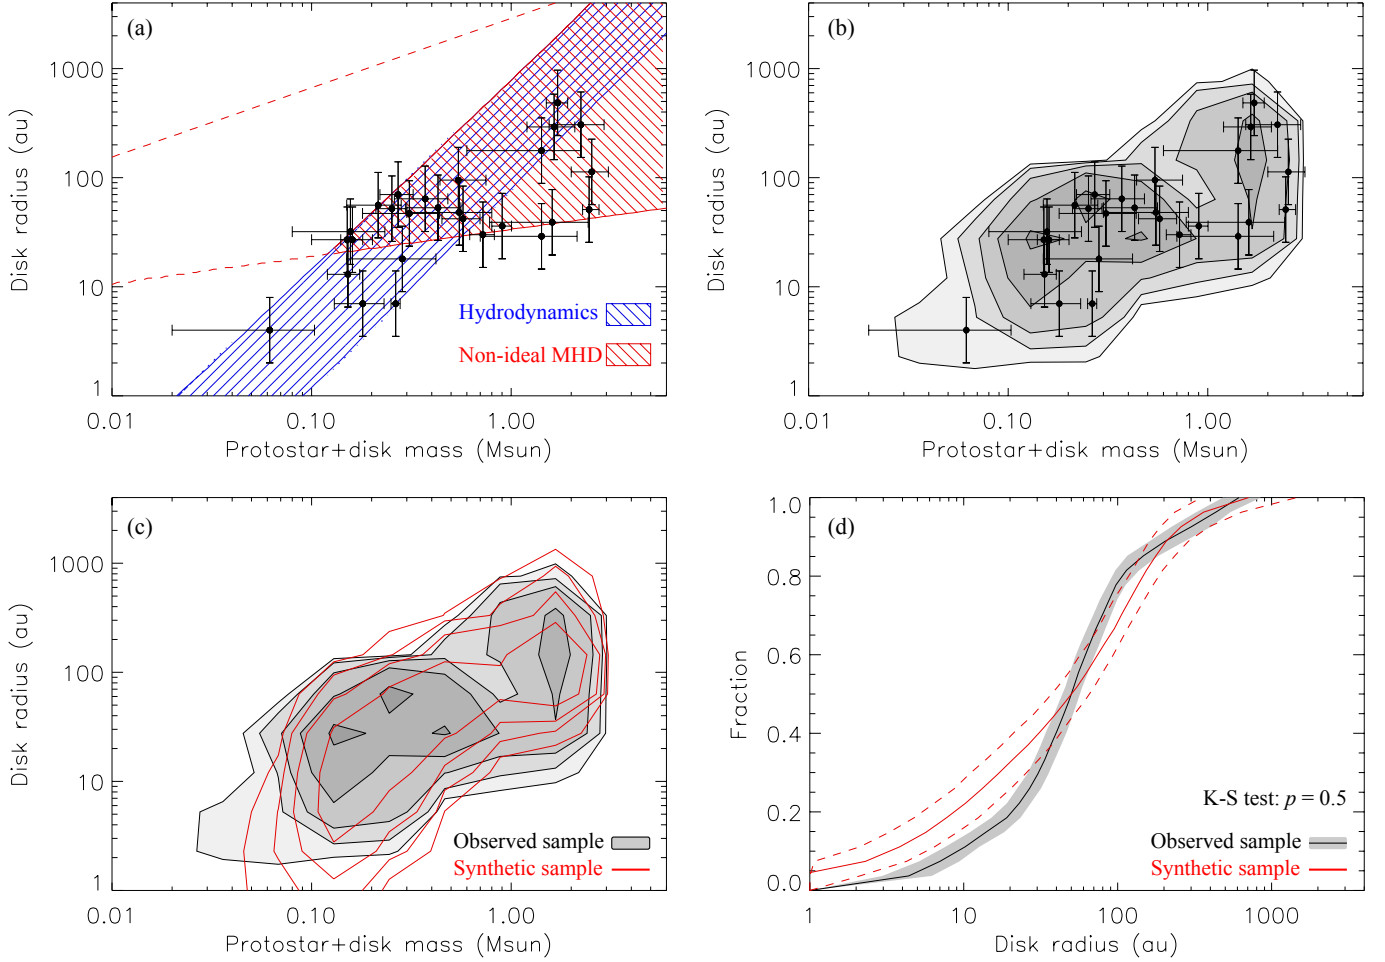 (a)
Disk radius (au)
1000
100
10
1
Hydrodynamics
Non-ideal MHD
0.01 0.10 1.00
Protostar+disk mass (Msun)
(b)
Disk radius (au)
1000
100
10
1
0.01 0.10 1.00
Protostar+disk mass (Msun)
(c)
Disk radius (au)
1000
100
10
1
Observed sample
Synthetic sample
0.01 0.10 1.00
Protostar+disk mass (Msun)
(d)
Fraction
1.0
0.8
0.6
0.4
0.2
0.0
K-S test: p = 0.5
Observed sample
Synthetic sample
1 10 100 1000
Disk radius (au)